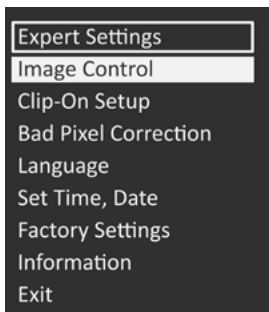 Expert Settings
Image Control
Clip-On Setup
Bad Pixel Correction
Language
Set Time, Date
Factory Settings
Information
Exit